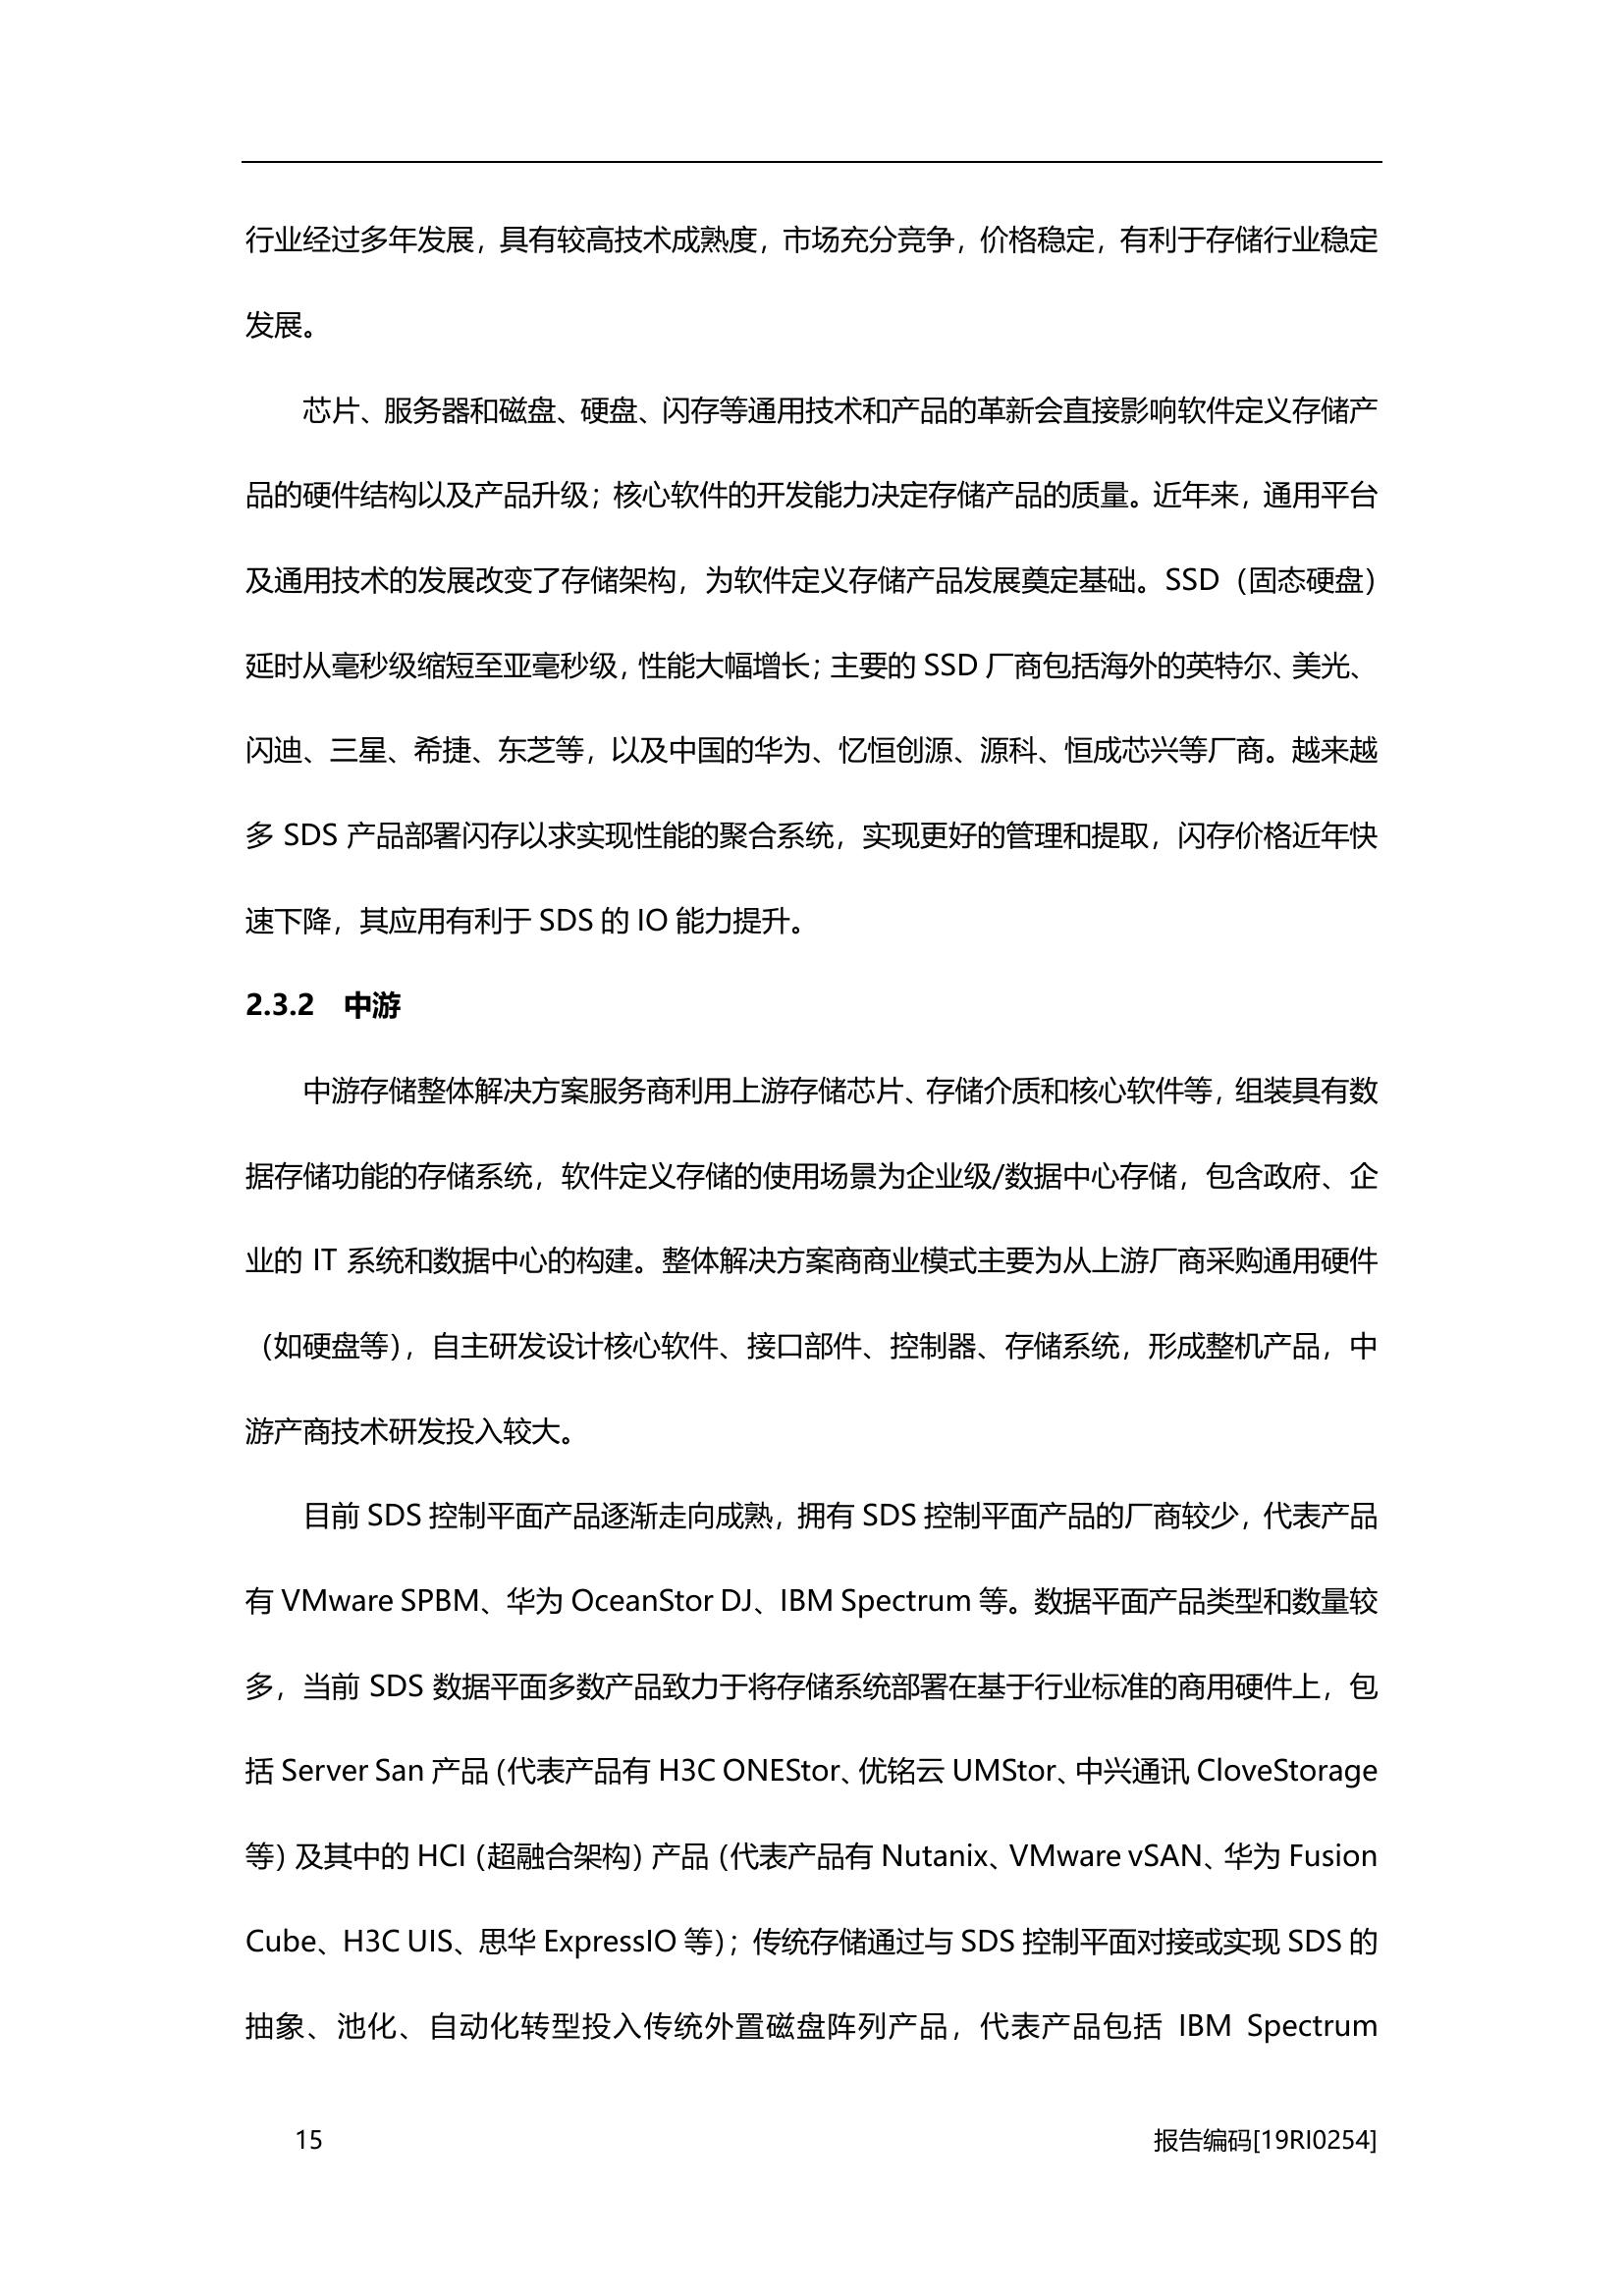 行业经过多年发展，具有较高技术成熟度，市场充分竞争，价格稳定，有利于存储行业稳定
发展。
芯片、服务器和磁盘、硬盘、闪存等通用技术和产品的革新会直接影响软件定义存储产
品的硬件结构以及产品升级；核心软件的开发能力决定存储产品的质量。近年来，通用平台
及通用技术的发展改变了存储架构，为软件定义存储产品发展奠定基础。SSD（固态硬盘）
延时从毫秒级缩短至亚毫秒级，性能大幅增长；主要的 SSD 厂商包括海外的英特尔、美光、
闪迪、三星、希捷、东芝等，以及中国的华为、忆恒创源、源科、恒成芯兴等厂商。越来越
多 SDS 产品部署闪存以求实现性能的聚合系统，实现更好的管理和提取，闪存价格近年快
速下降，其应用有利于 SDS 的 IO 能力提升。
2.3.2 中游
中游存储整体解决方案服务商利用上游存储芯片、存储介质和核心软件等，组装具有数
据存储功能的存储系统，软件定义存储的使用场景为企业级/数据中心存储，包含政府、企
业的 IT 系统和数据中心的构建。整体解决方案商商业模式主要为从上游厂商采购通用硬件
（如硬盘等），自主研发设计核心软件、接口部件、控制器、存储系统，形成整机产品，中
游产商技术研发投入较大。
目前 SDS 控制平面产品逐渐走向成熟，拥有 SDS 控制平面产品的厂商较少，代表产品
有 VMware SPBM、华为 OceanStor DJ、IBM Spectrum 等。数据平面产品类型和数量较
多，当前 SDS 数据平面多数产品致力于将存储系统部署在基于行业标准的商用硬件上，包
括 Server San 产品（代表产品有 H3C ONEStor、优铭云 UMStor、中兴通讯 CloveStorage
等）及其中的 HCI（超融合架构）产品（代表产品有 Nutanix、VMware vSAN、华为 Fusion
Cube、H3C UIS、思华 ExpressIO 等）；传统存储通过与 SDS 控制平面对接或实现 SDS 的
抽象、池化、自动化转型投入传统外置磁盘阵列产品，代表产品包括 IBM Spectrum
15 报告编码[19RI0254]